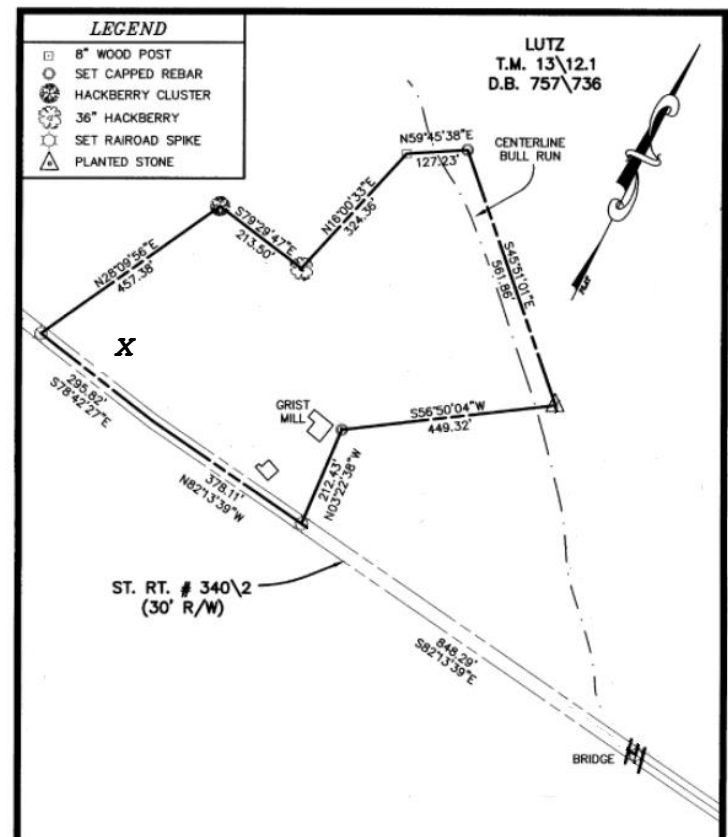 LEGEND
8" WOOD POST
SET CAPPED REBAR
HACKBERRY CLUSTER
36" HACKBERRY
SET RAIROAD SPIKE
PLANTED STONE
LUTZ
T.M. 13\12.1
D.B. 757\736
N59°45'38"E
127.23'
CENTERLINE
BULL RUN
N16°00'33"E
324.36'
S79°29'47"E
213.50'
N28°09'56"E
457.38'
S45°51'01"E
561.86'
X
295.82'
S78°42'27"E
GRIST
MILL
S56°50'04"W
449.32'
212.43'
N03°22'38"W
378.11'
N82°13'39"W
ST. RT. # 340\2
(30' R/W)
848.29'
S82°13'39"E
BRIDGE